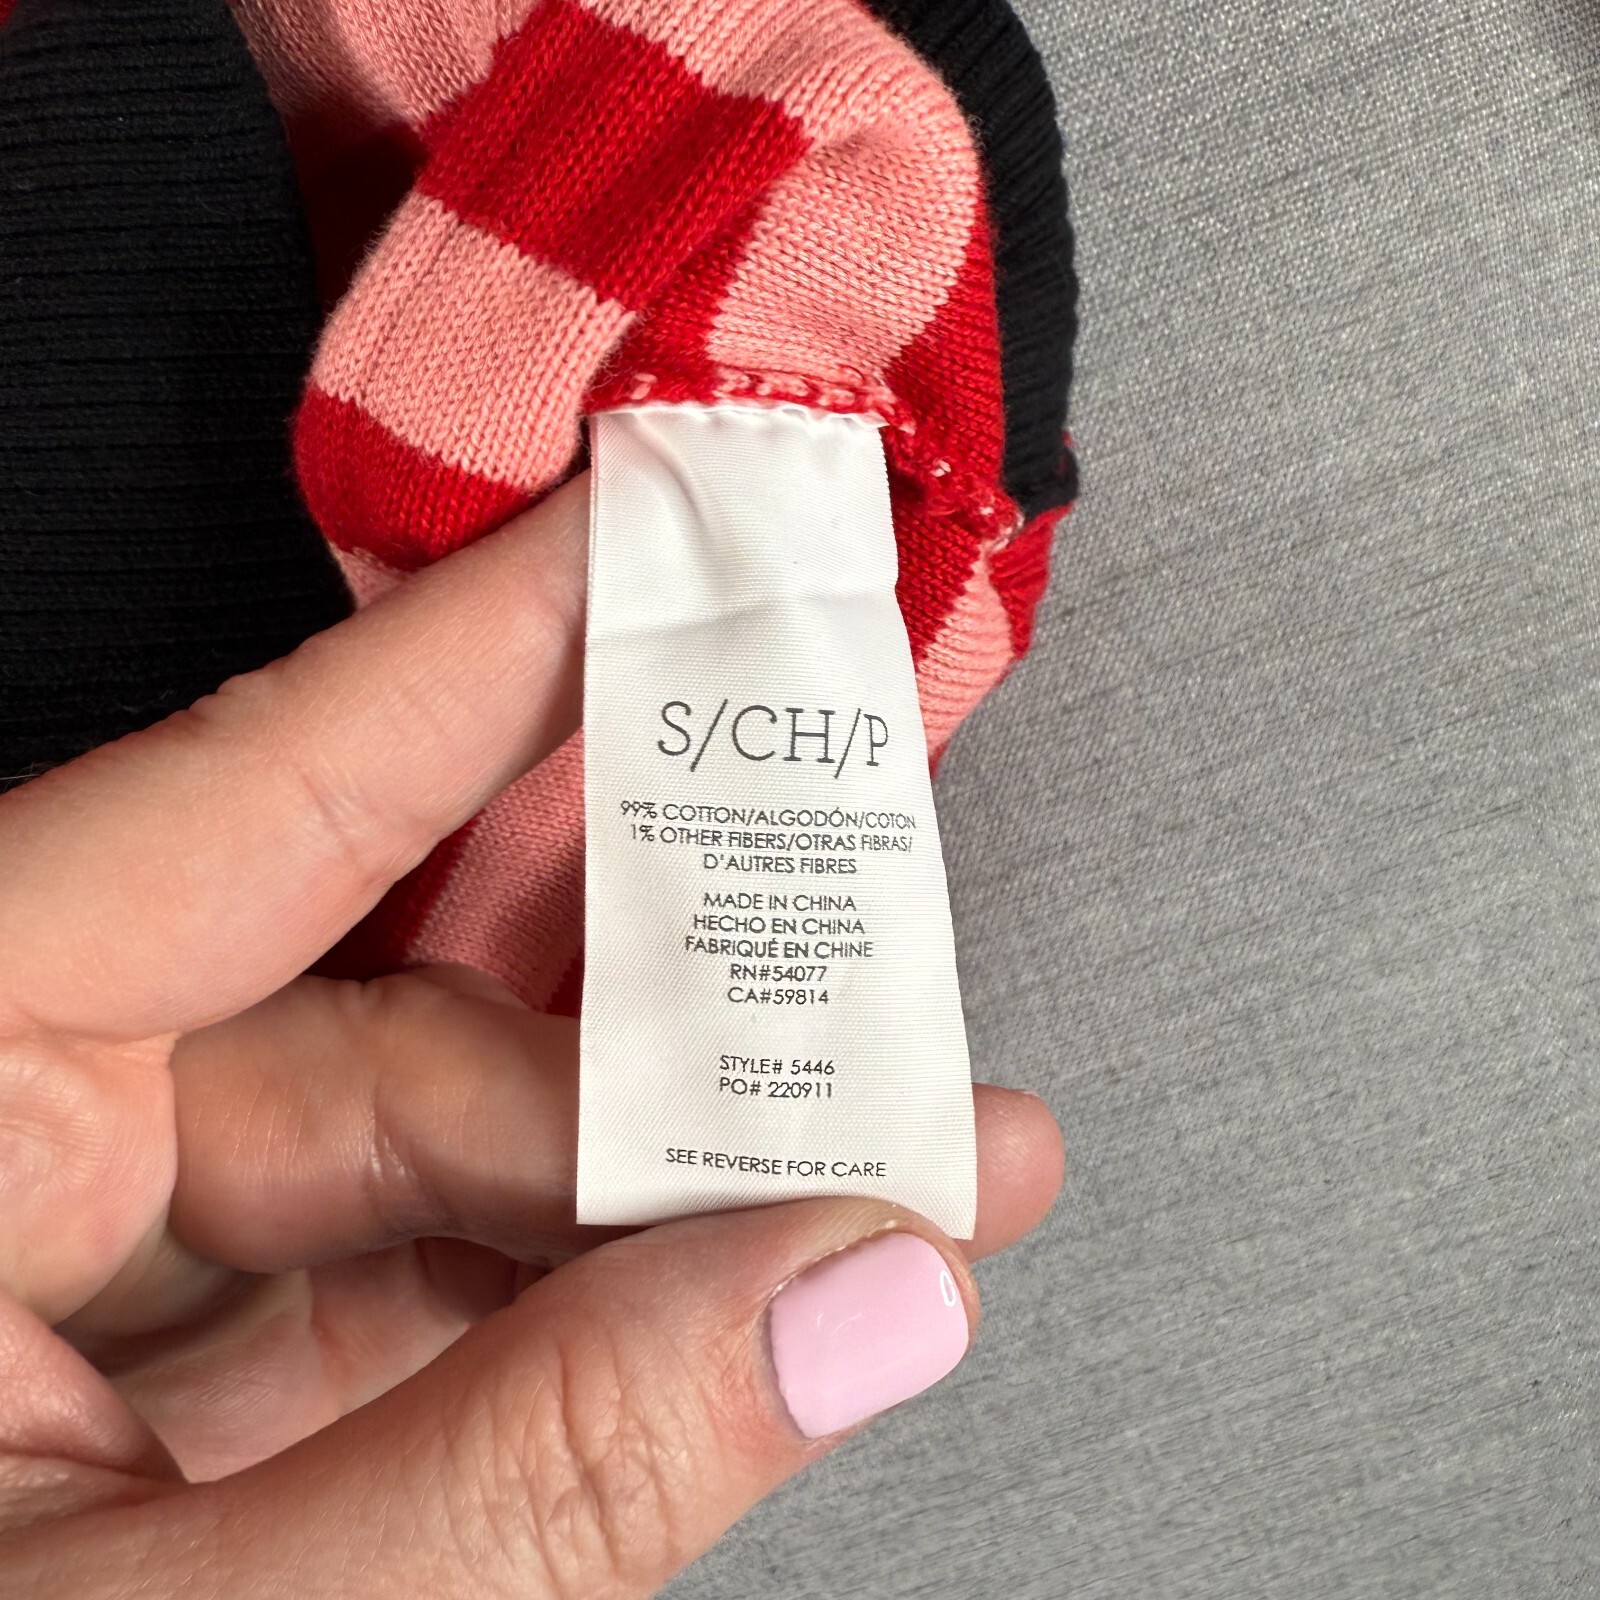 S/CH/P
99% COTTON/ALGODÓN/COTON
1% OTHER FIBERS/OTRAS FIBRAS/
D'AUTRES FIBRES
MADE IN CHINA
HECHO EN CHINA
FABRIQUÉ EN CHINE
RN#54077
CA#59814
STYLE# 5446
PO# 220911
SEE REVERSE FOR CARE